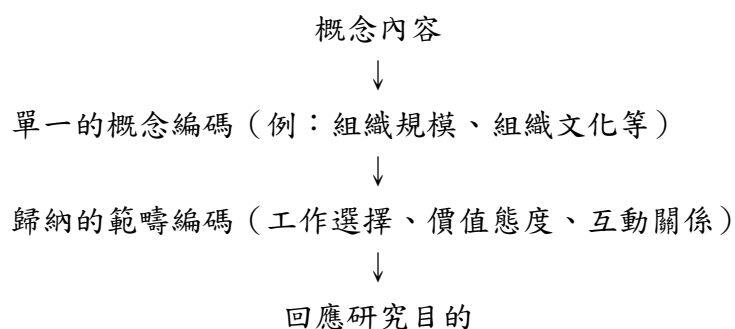 概念內容
↓
單一的概念編碼（例：組織規模、組織文化等）
↓
歸納的範疇編碼（工作選擇、價值態度、互動關係）
↓
回應研究目的